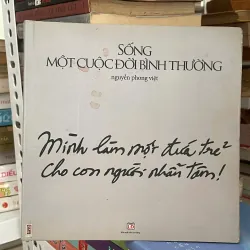 SỐNG
MỘT CUỘC ĐỜI BÌNH THƯỜNG
nguyễn phong việt
Mình làm một đứa trẻ
cho con người nhẫn tâm!